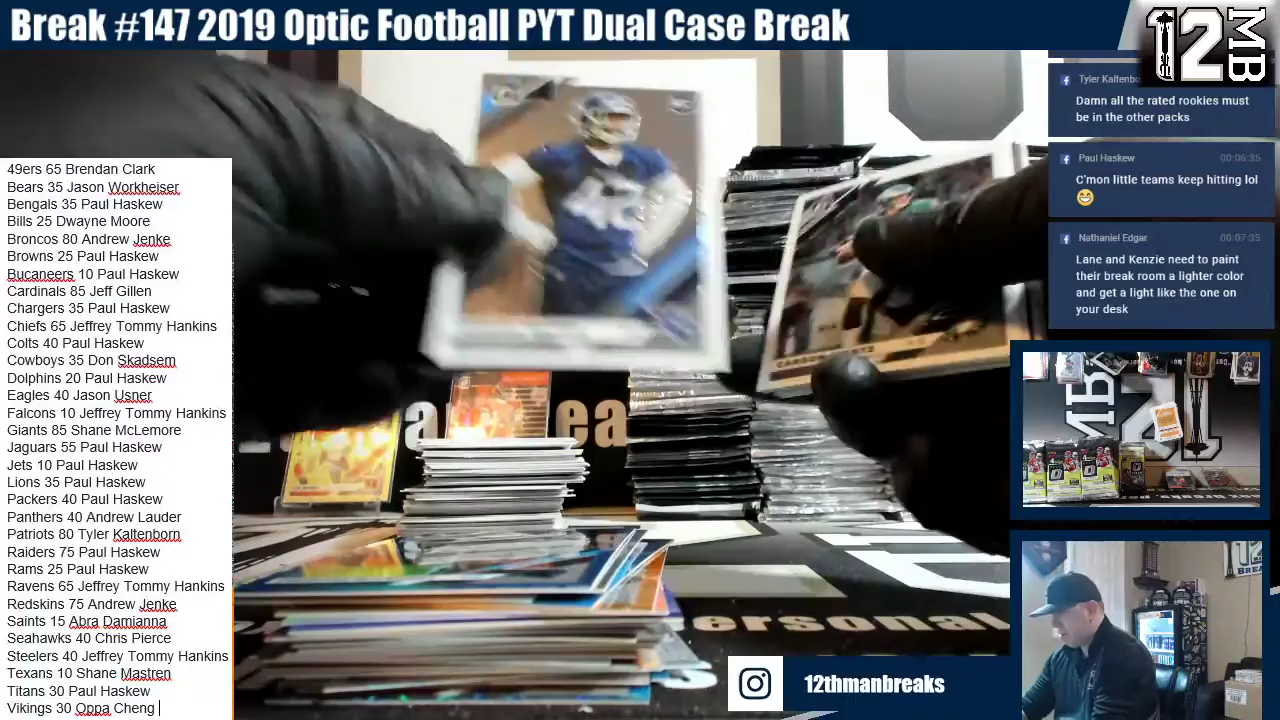 Break #147 2019 Optic Football PYT Dual Case Break
12
MB
49ers 65 Brendan Clark
Bears 35 Jason Workheiser
Bengals 35 Paul Haskew
Bills 25 Dwayne Moore
Broncos 80 Andrew Jenke
Browns 25 Paul Haskew
Bucaneers 10 Paul Haskew
Cardinals 85 Jeff Gillen
Chargers 35 Paul Haskew
Chiefs 65 Jeffrey Tommy Hankins
Colts 40 Paul Haskew
Cowboys 35 Don Skadsem
Dolphins 20 Paul Haskew
Eagles 40 Jason Usner
Falcons 10 Jeffrey Tommy Hankins
Giants 85 Shane McLemore
Jaguars 55 Paul Haskew
Jets 10 Paul Haskew
Lions 35 Paul Haskew
Packers 40 Paul Haskew
Panthers 40 Andrew Lauder
Patriots 80 Tyler Kaltenborn
Raiders 75 Paul Haskew
Rams 25 Paul Haskew
Ravens 65 Jeffrey Tommy Hankins
Redskins 75 Andrew Jenke
Saints 15 Abra Damianna
Seahawks 40 Chris Pierce
Steelers 40 Jeffrey Tommy Hankins
Texans 10 Shane Mastren
Titans 30 Paul Haskew
Vikings 30 Oppa Cheng
Tyler Kaltenbo
Damn all the rated rookies must
be in the other packs
Paul Haskew 00:06:35
C'mon little teams keep hitting lol
😁
Nathaniel Edgar 00:07:35
Lane and Kenzie need to paint
their break room a lighter color
and get a light like the one on
your desk
42
ea
ersonal
12thmanbreaks